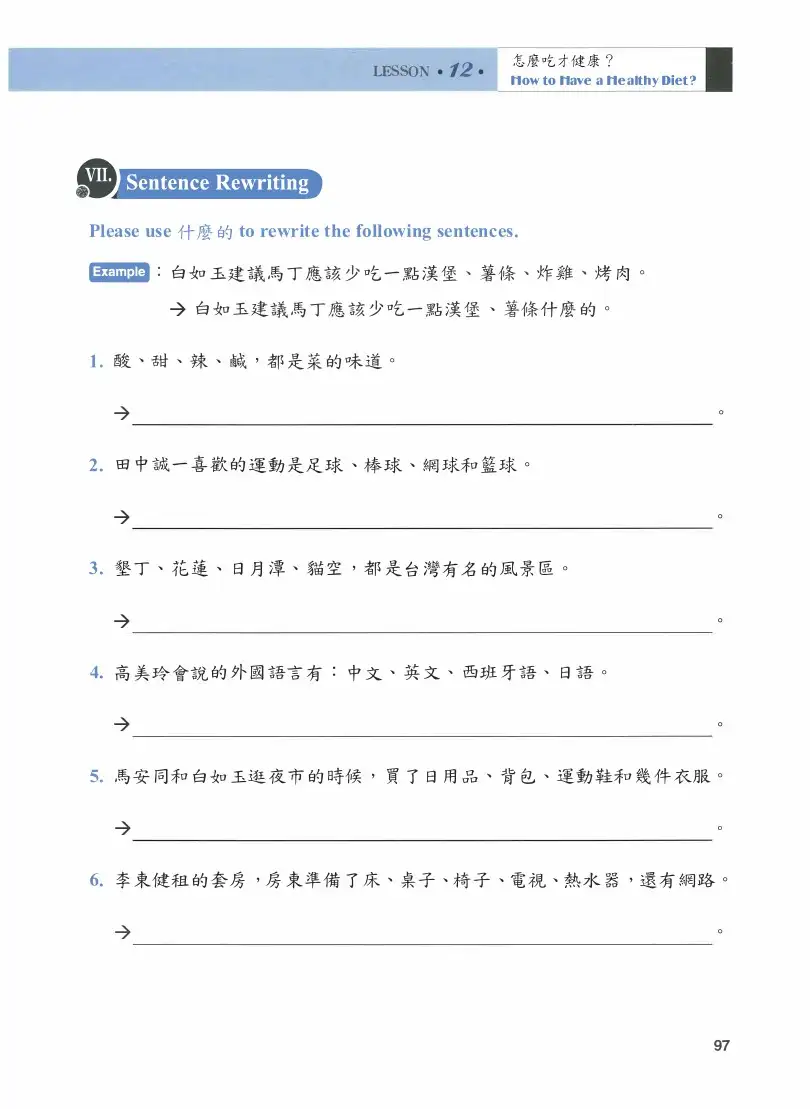 LESSON • 12 •
怎麼吃才健康？
How to Have a Healthy Diet?
VII. Sentence Rewriting
Please use 什麼的 to rewrite the following sentences.
Example：白如玉建議馬丁應該少吃一點漢堡、薯條、炸雞、烤肉。
→ 白如玉建議馬丁應該少吃一點漢堡、薯條什麼的。
1. 酸、甜、辣、鹹，都是菜的味道。
→ 。
2. 田中誠一喜歡的運動是足球、棒球、網球和籃球。
→ 。
3. 墾丁、花蓮、日月潭、貓空，都是台灣有名的風景區。
→ 。
4. 高美玲會說的外國語言有：中文、英文、西班牙語、日語。
→ 。
5. 馬安同和白如玉逛夜市的時候，買了日用品、背包、運動鞋和幾件衣服。
→ 。
6. 李東健租的套房，房東準備了床、桌子、椅子、電視、熱水器，還有網路。
→ 。
97